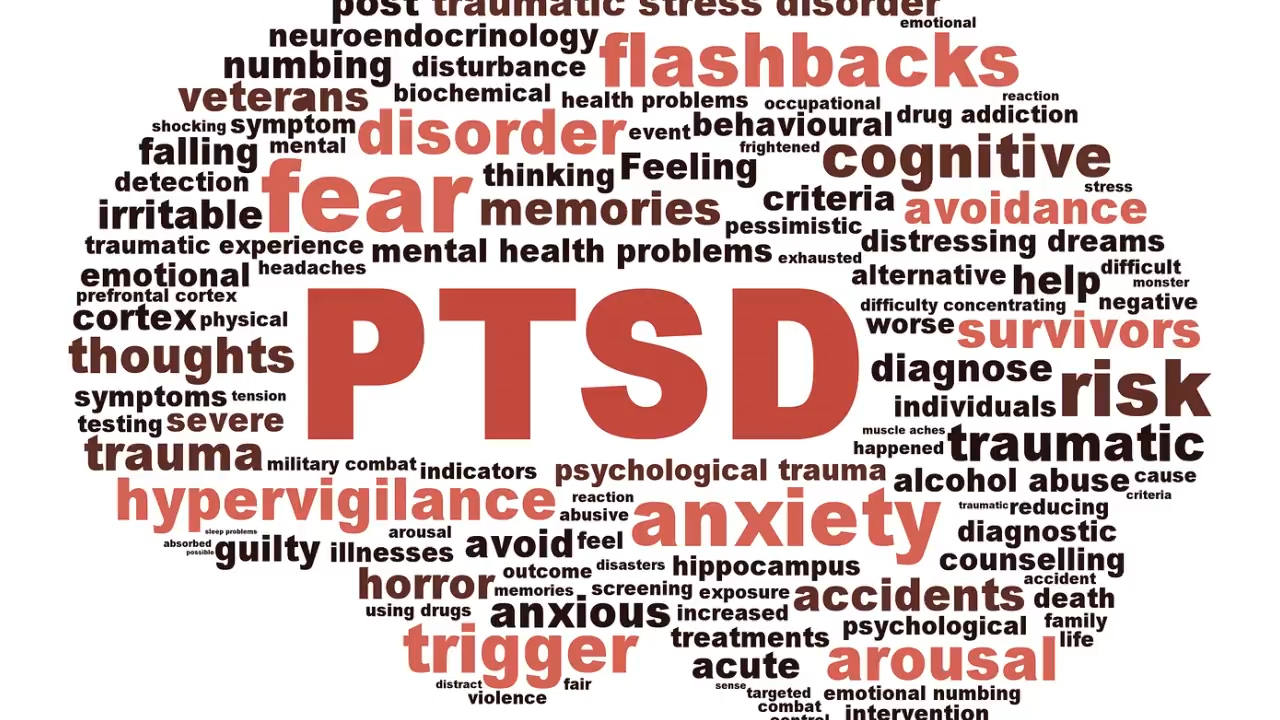 post traumatic stress disorder
emotional
neuroendocrinology
flashbacks
numbing disturbance
veterans biochemical health problems occupational reaction
shocking symptom disorder event behavioural drug addiction
falling mental frightened cognitive
detection fear thinking Feeling stress
irritable memories criteria avoidance
pessimistic
traumatic experience mental health problems exhausted distressing dreams
emotional headaches alternative help difficult
monster
prefrontal cortex difficulty concentrating negative
cortex physical PTSD worse survivors
thoughts diagnose risk
symptoms tension individuals
testing severe muscle aches
trauma military combat indicators happened traumatic
psychological trauma alcohol abuse cause
criteria
hypervigilance reaction anxiety traumatic reducing
abusive
sleep problems arousal diagnostic
absorbed guilty illnesses avoid feel
possible
counselling
outcome disasters hippocampus
horror memories screening exposure accidents accident
death
using drugs anxious increased
family
trigger treatments psychological life
acute arousal
distract fair sense
violence targeted emotional numbing
combat intervention
control